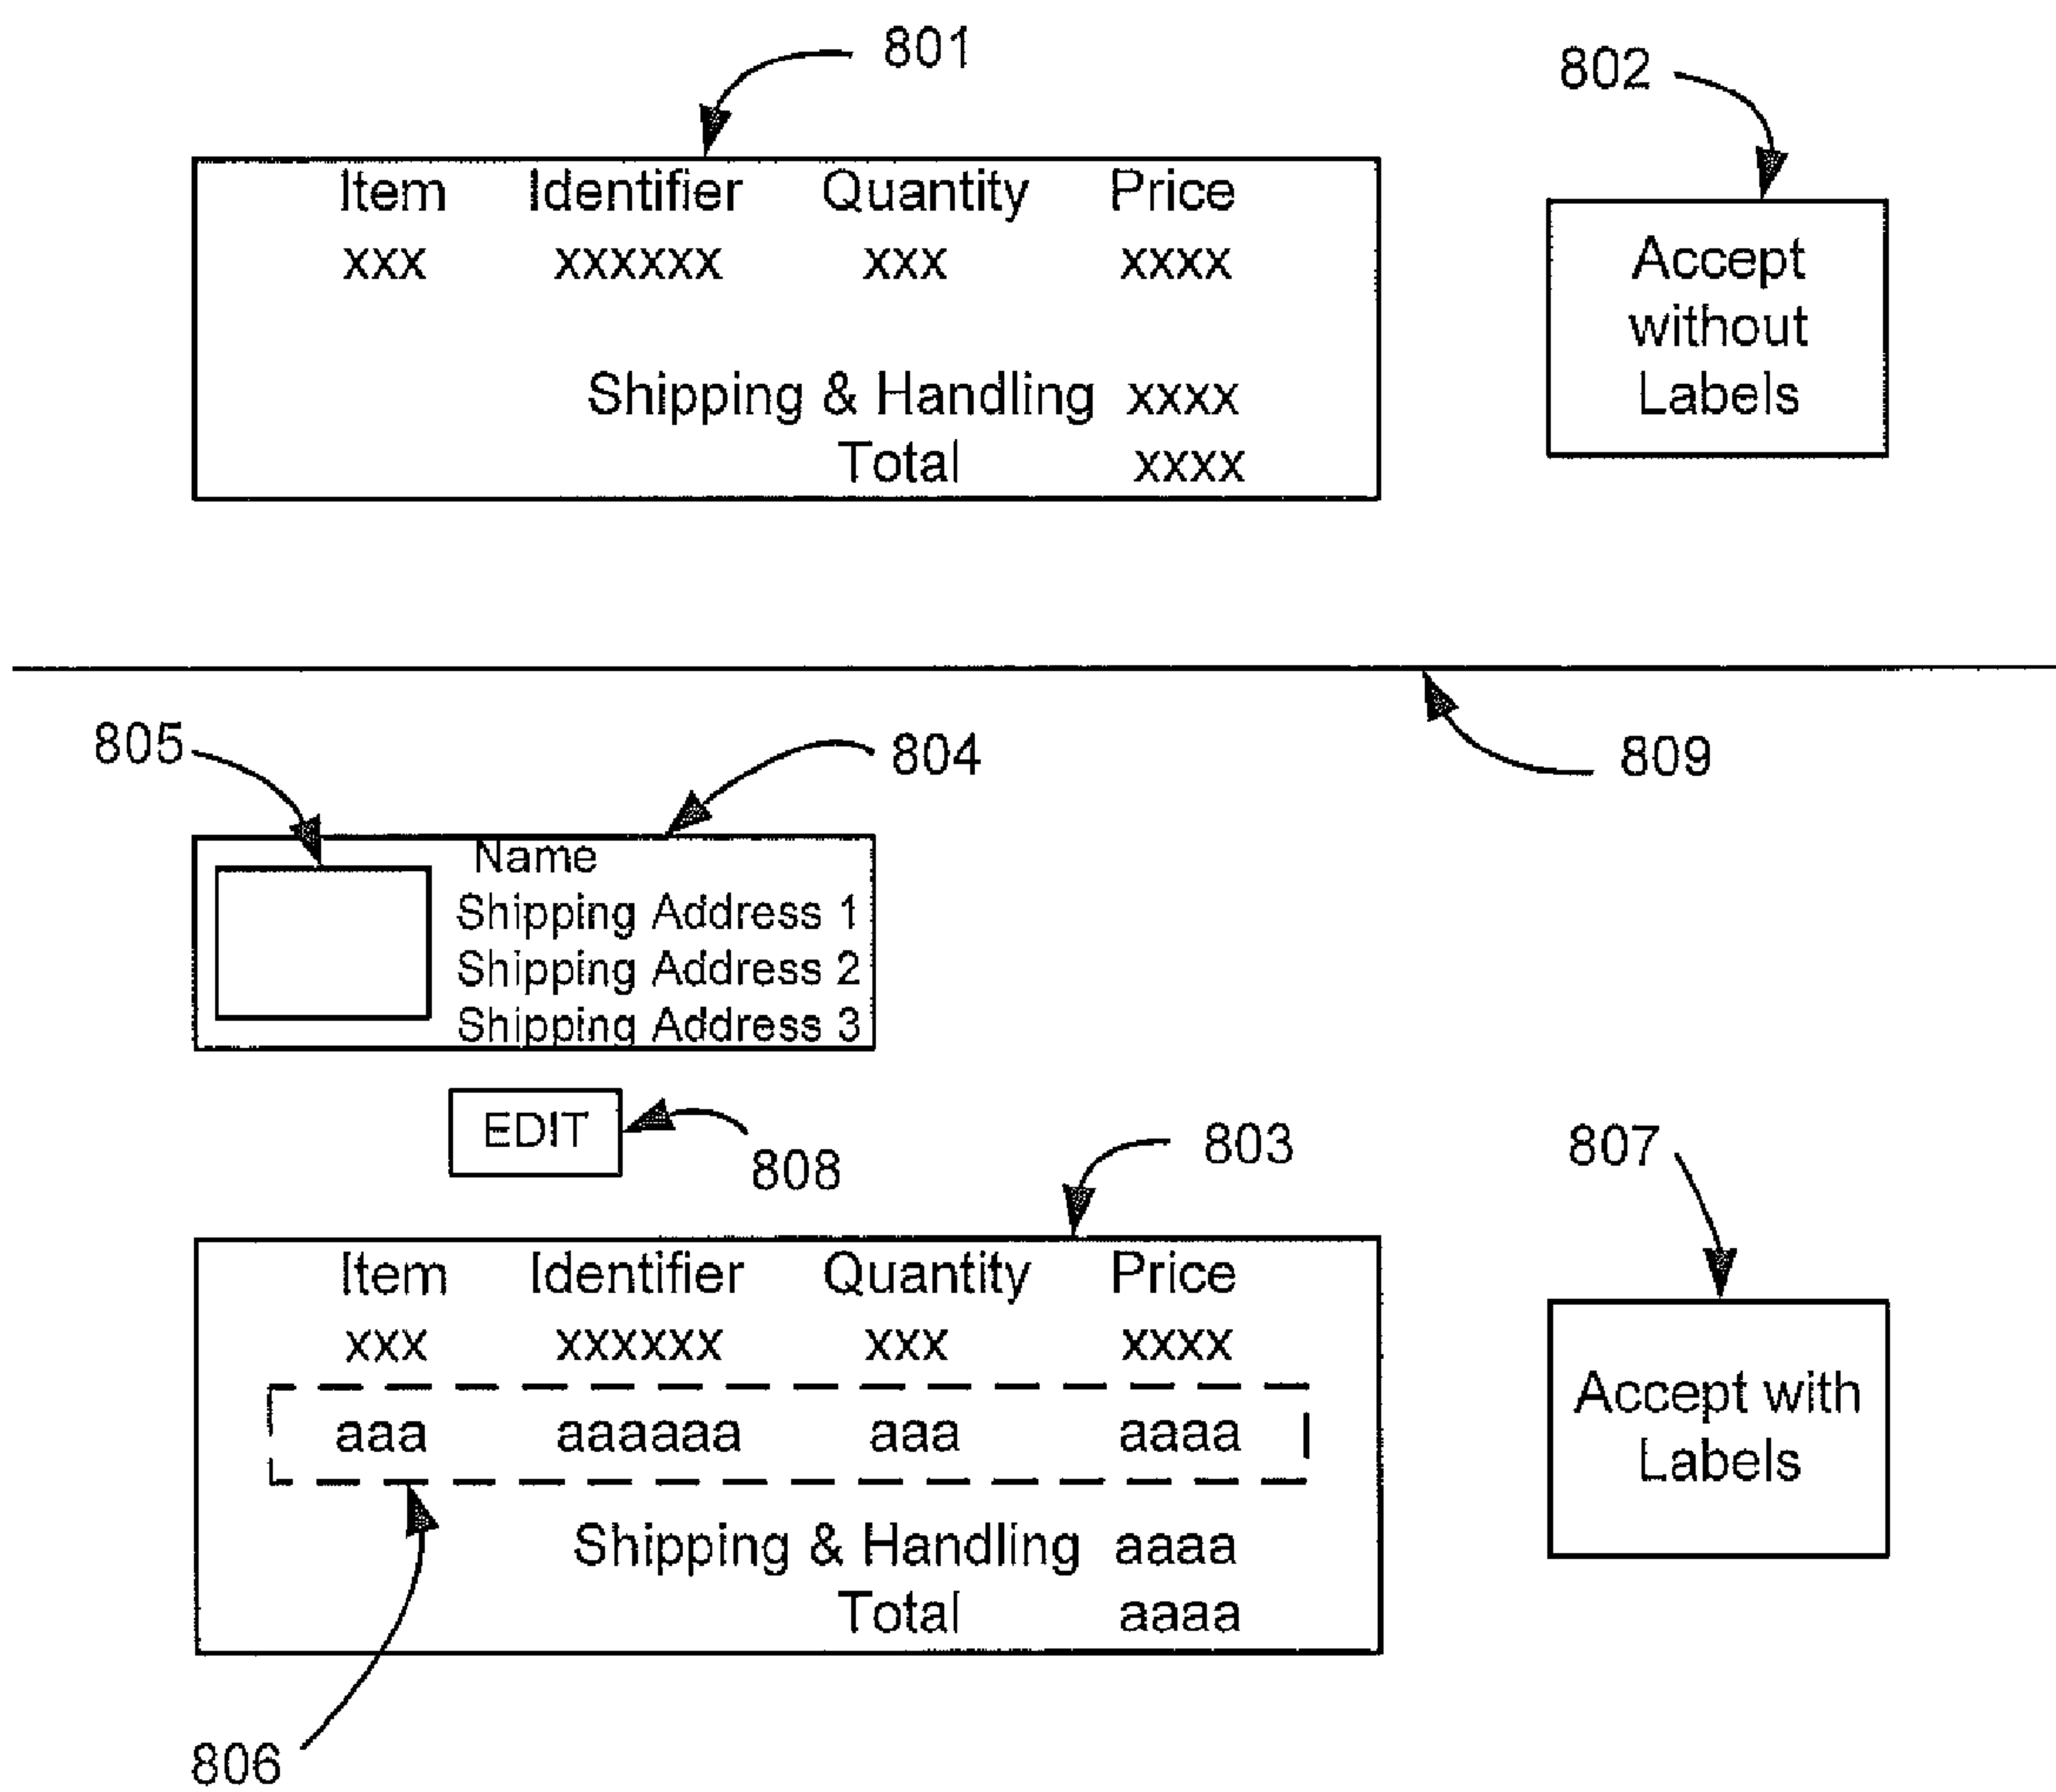 801
802
Item Identifier Quantity Price
xxx xxxxxx xxx xxxx
Shipping & Handling xxxx
Total xxxx
Accept
without
Labels
809
805
804
Name
Shipping Address 1
Shipping Address 2
Shipping Address 3
EDIT
808
803
807
Item Identifier Quantity Price
xxx xxxxxx xxx xxxx
aaa aaaaaa aaa aaaa
Shipping & Handling aaaa
Total aaaa
Accept with
Labels
806